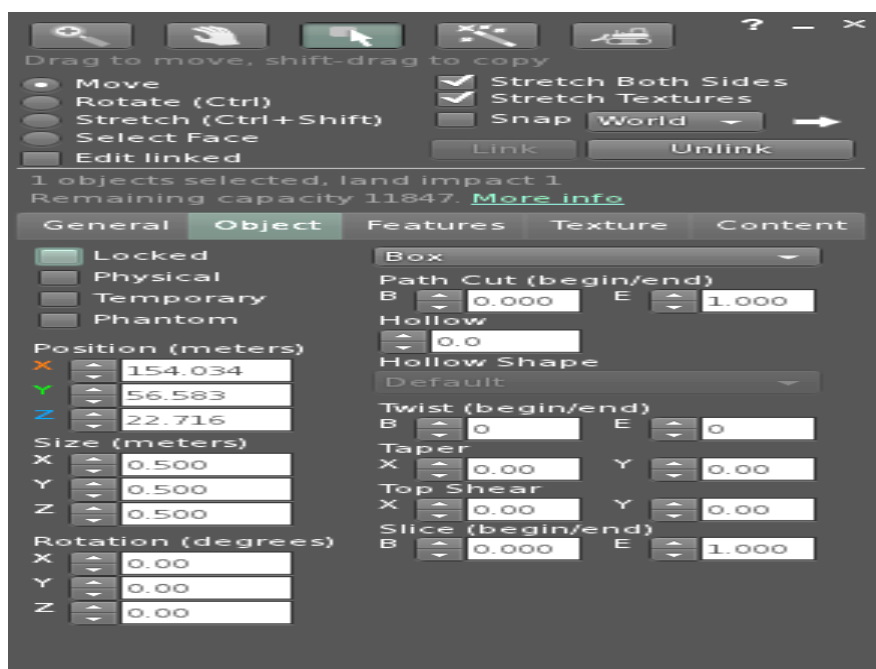 ? – ×
Drag to move, shift-drag to copy
Move
Rotate (Ctrl)
Stretch (Ctrl+Shift)
Select Face
Edit linked
Stretch Both Sides
Stretch Textures
Snap World
Link Unlink
1 objects selected, land impact 1
Remaining capacity 11847. More info
General Object Features Texture Content
Locked
Physical
Temporary
Phantom
Position (meters)
X 154.034
Y 56.583
Z 22.716
Size (meters)
X 0.500
Y 0.500
Z 0.500
Rotation (degrees)
X 0.00
Y 0.00
Z 0.00
Box
Path Cut (begin/end)
B 0.000 E 1.000
Hollow
0.0
Hollow Shape
Default
Twist (begin/end)
B 0 E 0
Taper
X 0.00 Y 0.00
Top Shear
X 0.00 Y 0.00
Slice (begin/end)
B 0.000 E 1.000